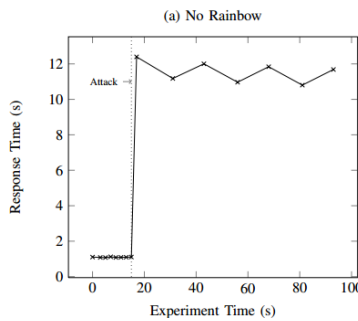 (a) No Rainbow
12
10
8
6
4
2
0
Attack
Response Time (s)
0 20 40 60 80 100
Experiment Time (s)